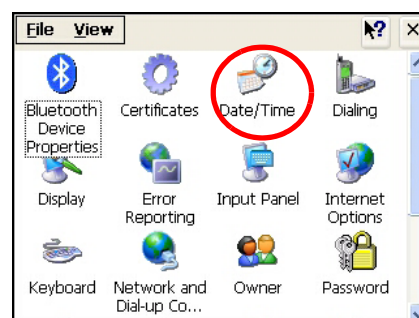 File View
Bluetooth Device Properties
Certificates
Date/Time
Dialing
Display
Error Reporting
Input Panel
Internet Options
Keyboard
Network and Dial-up Co...
Owner
Password